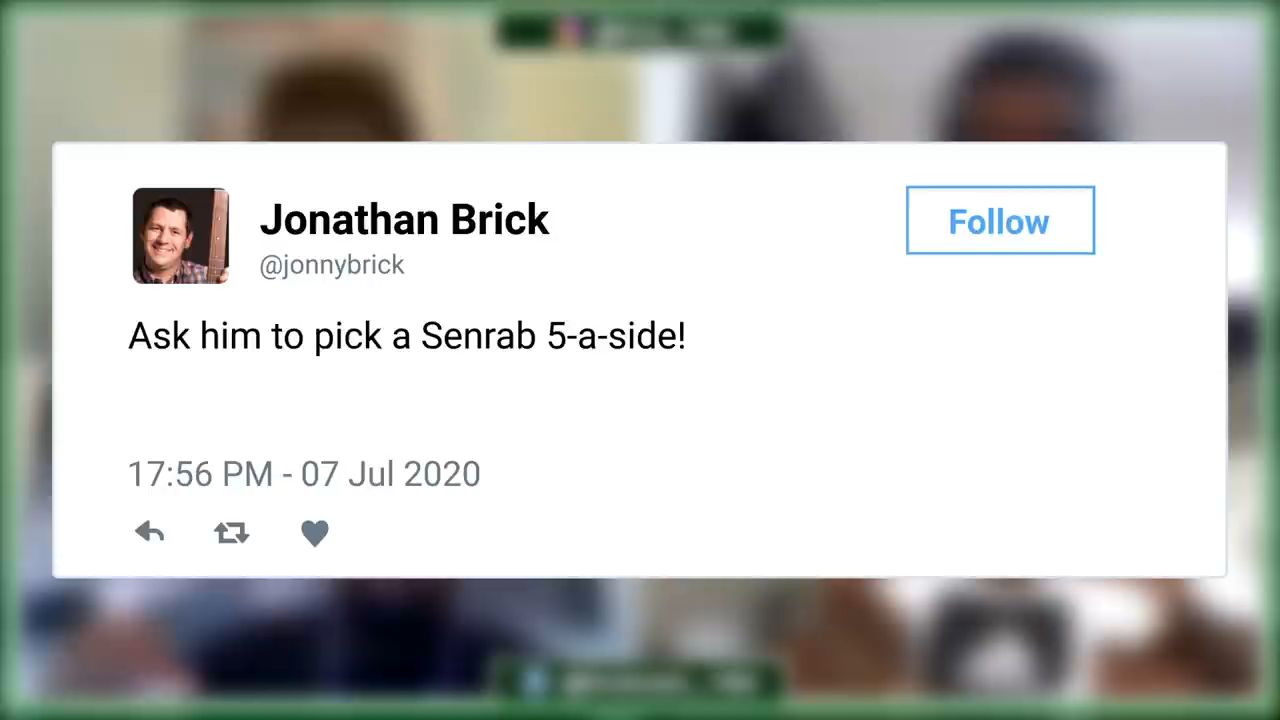 Jonathan Brick
Follow
@jonnybrick
Ask him to pick a Senrab 5-a-side!
17:56 PM - 07 Jul 2020